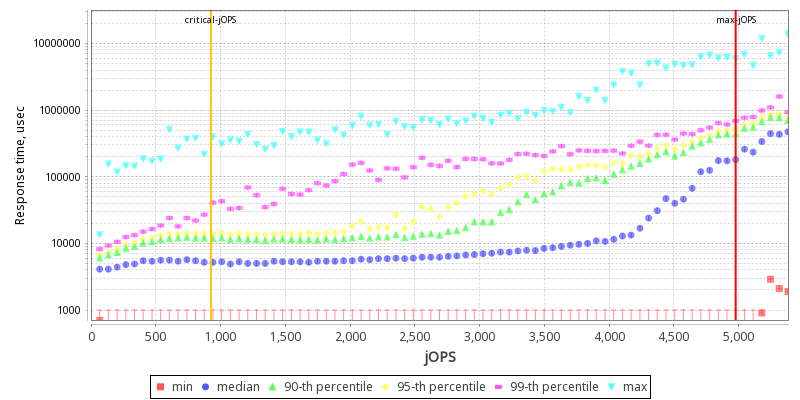 critical-jOPS max-jOPS
10000000
1000000
100000
10000
1000
Response time, usec
0 500 1,000 1,500 2,000 2,500 3,000 3,500 4,000 4,500 5,000
jOPS
min median 90-th percentile 95-th percentile 99-th percentile max